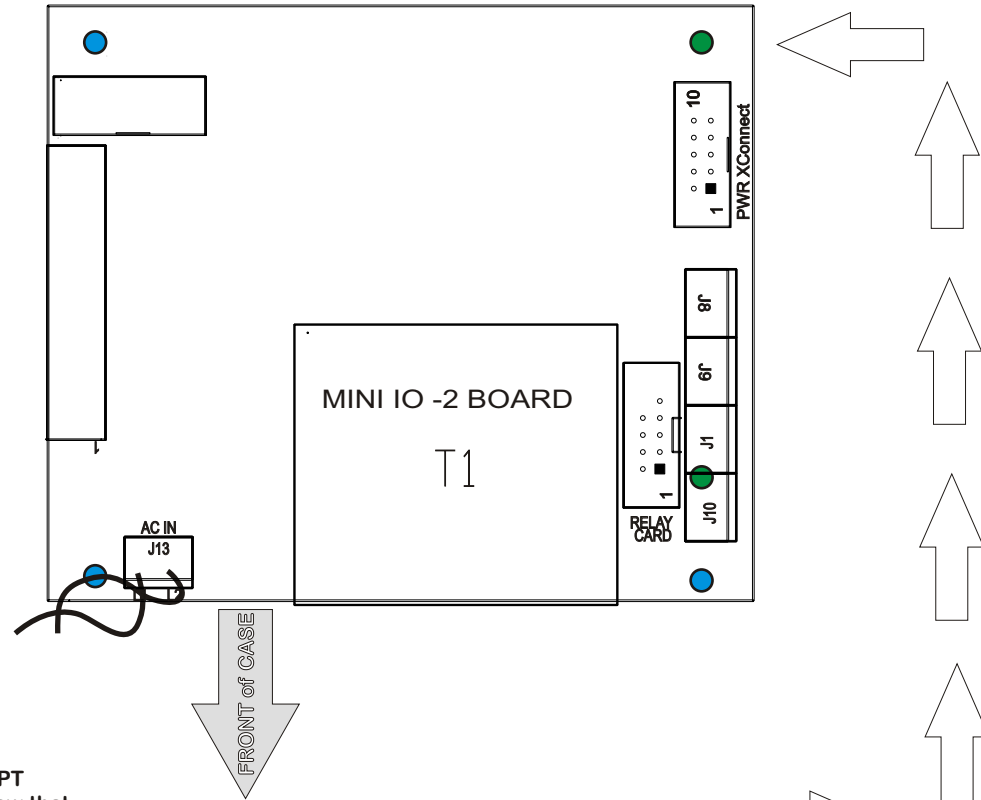 10
1
PWR XConnect
J8
J9
J1
J10
MINI IO -2 BOARD
T1
1
RELAY
CARD
1
AC IN
J13
FRONT of CASE
PT